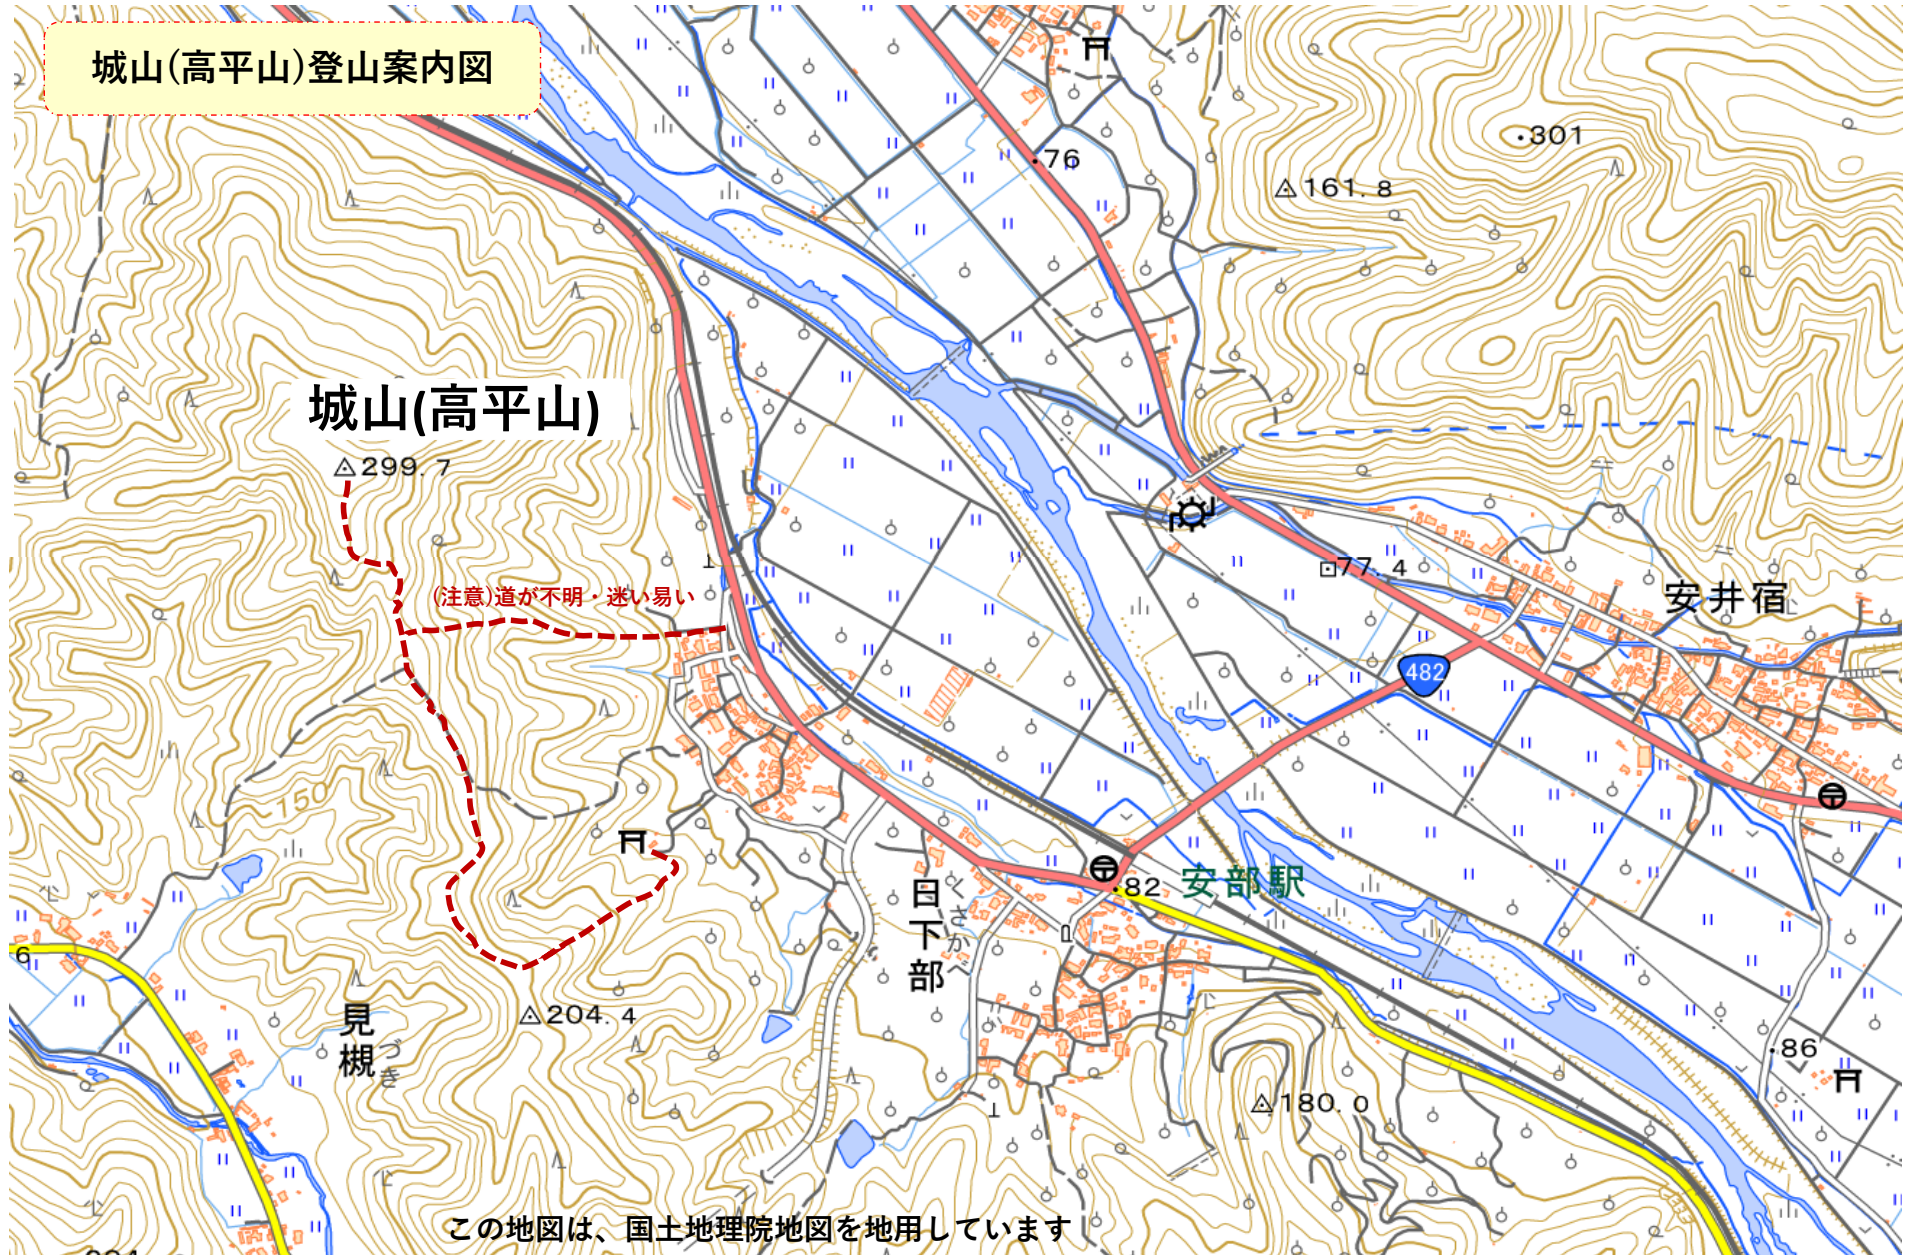 城山(高平山)登山案内図
76
301
161.8
城山(高平山)
299.7
(注意)道が不明・迷い易い
77.4
安井宿
482
150
82
安部駅
日下部
くさかべ
6
204.4
見槻
づき
86
180.0
この地図は、国土地理院地図を地用しています